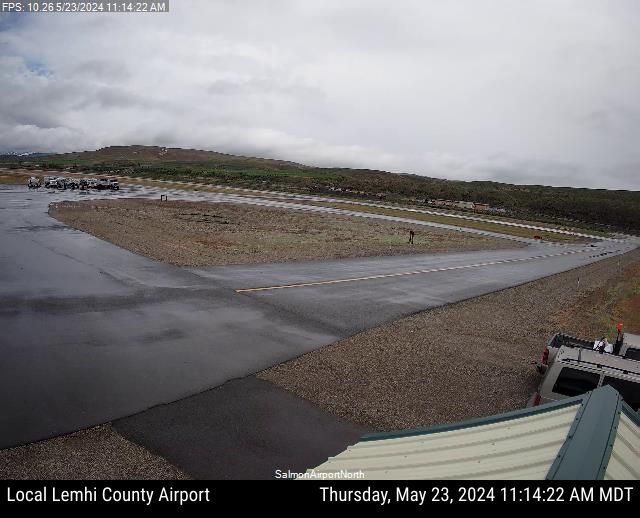 FPS: 10.26 5/23/2024 11:14:22 AM
SalmonAirportNorth
Local Lemhi County Airport Thursday, May 23, 2024 11:14:22 AM MDT